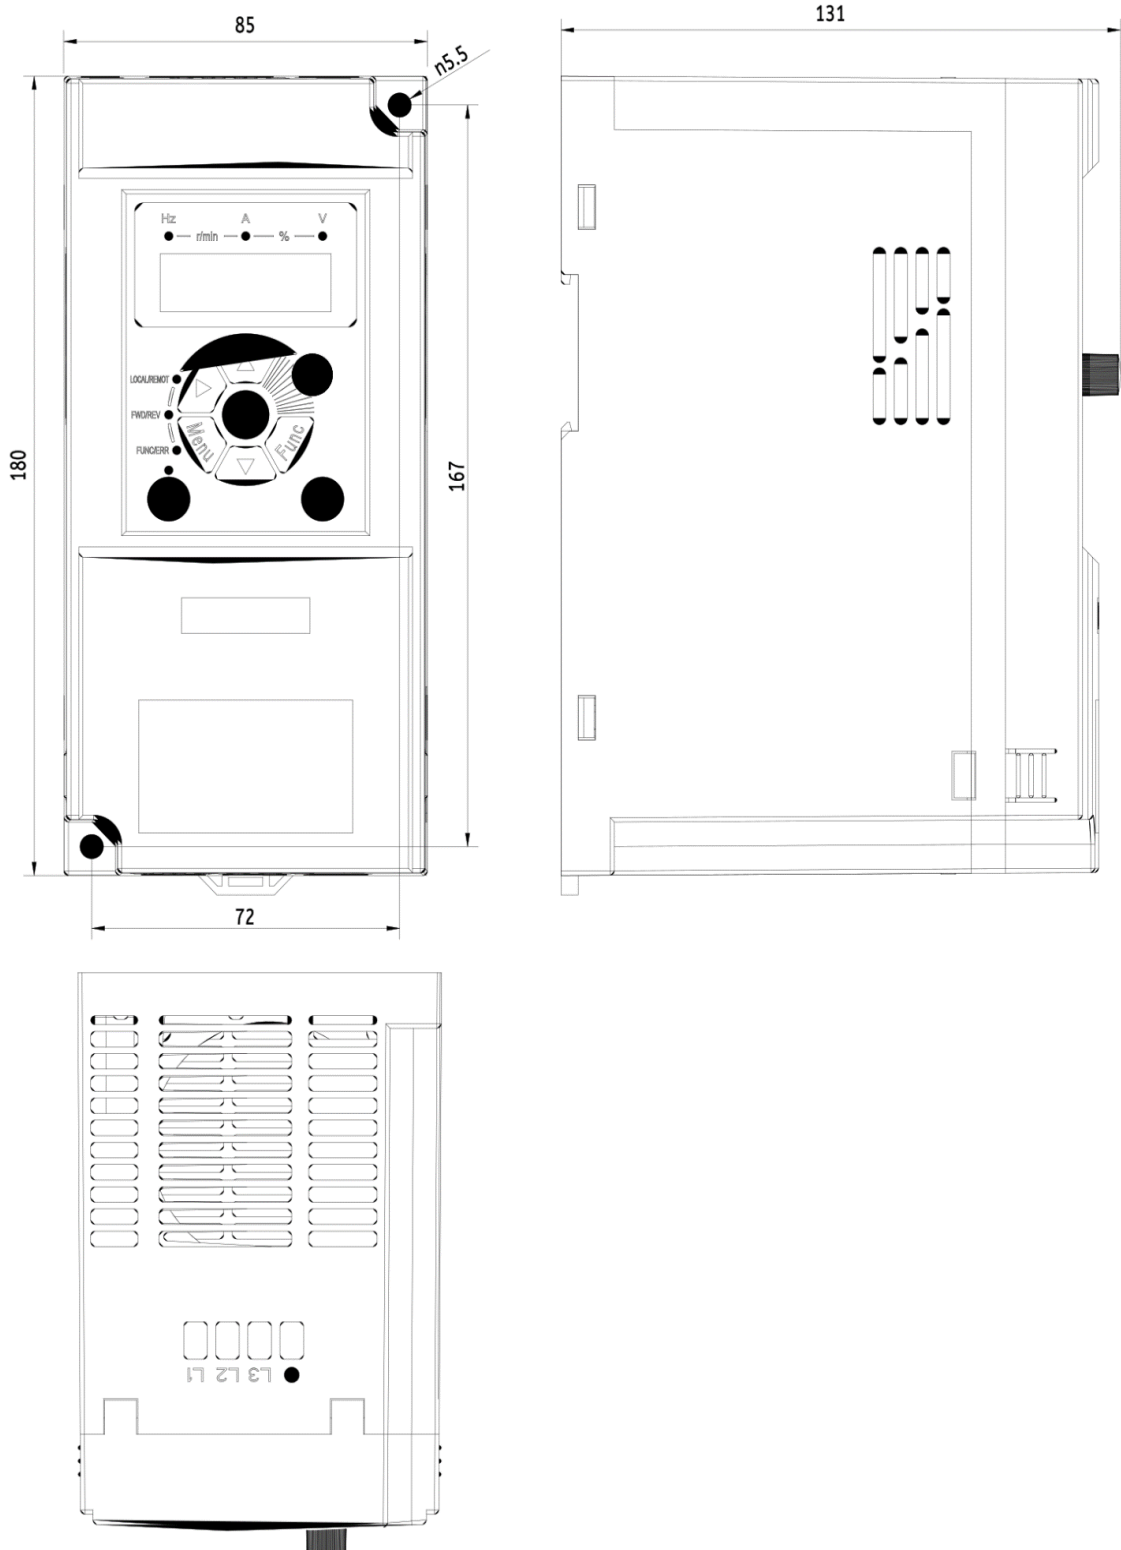 85
131
n5.5
Hz A V
r/min %
LOCAL/REMOT
FWD/REV
FUNC/ERR
Menu
Func
180
167
72
L1 L2 L3